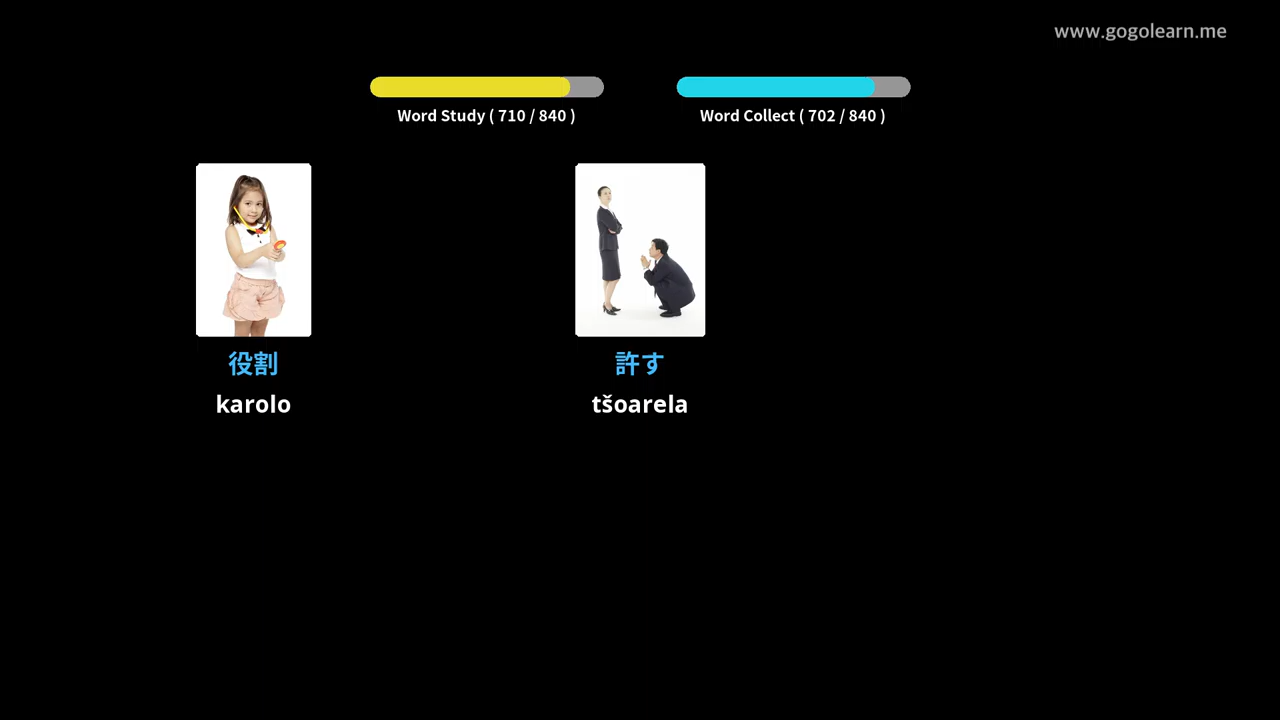 www.gogolearn.me
Word Study ( 710 / 840 )
Word Collect ( 702 / 840 )
役割
karolo
許す
tšoarela